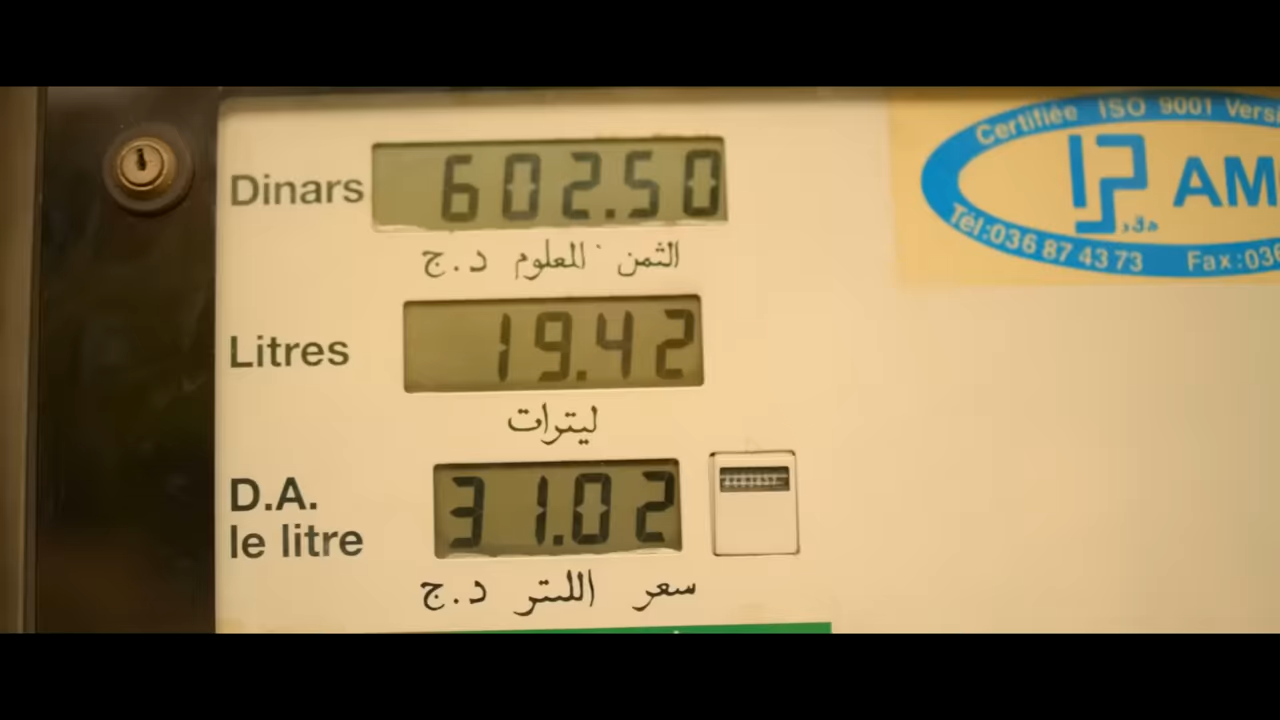 Dinars 602.50
الثمن المعلوم د.ج
Litres 19.42
ليترات
D.A.
le litre 31.02
سعر اللتر د.ج
Certifiée ISO 9001
AM
Tél:036 87 43 73 Fax:036